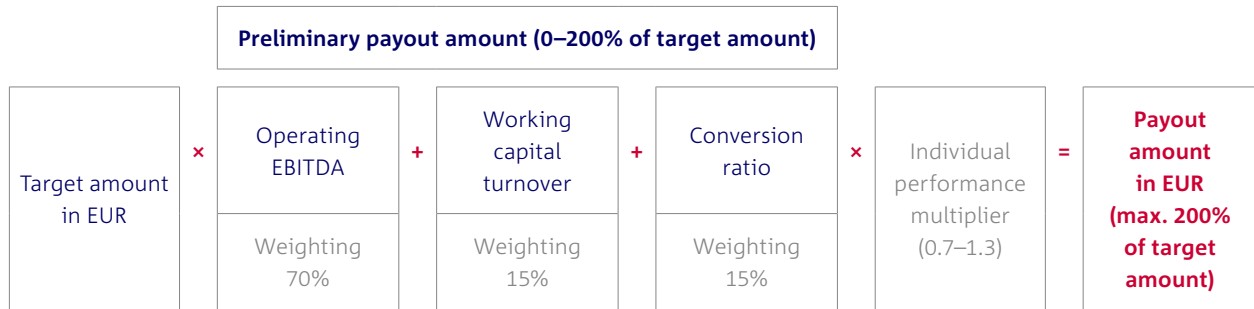 Preliminary payout amount (0–200% of target amount)
Target amount
in EUR
×
Operating
EBITDA
Weighting
70%
+
Working
capital
turnover
Weighting
15%
+
Conversion
ratio
Weighting
15%
×
Individual
performance
multiplier
(0.7–1.3)
=
Payout
amount
in EUR
(max. 200%
of target
amount)